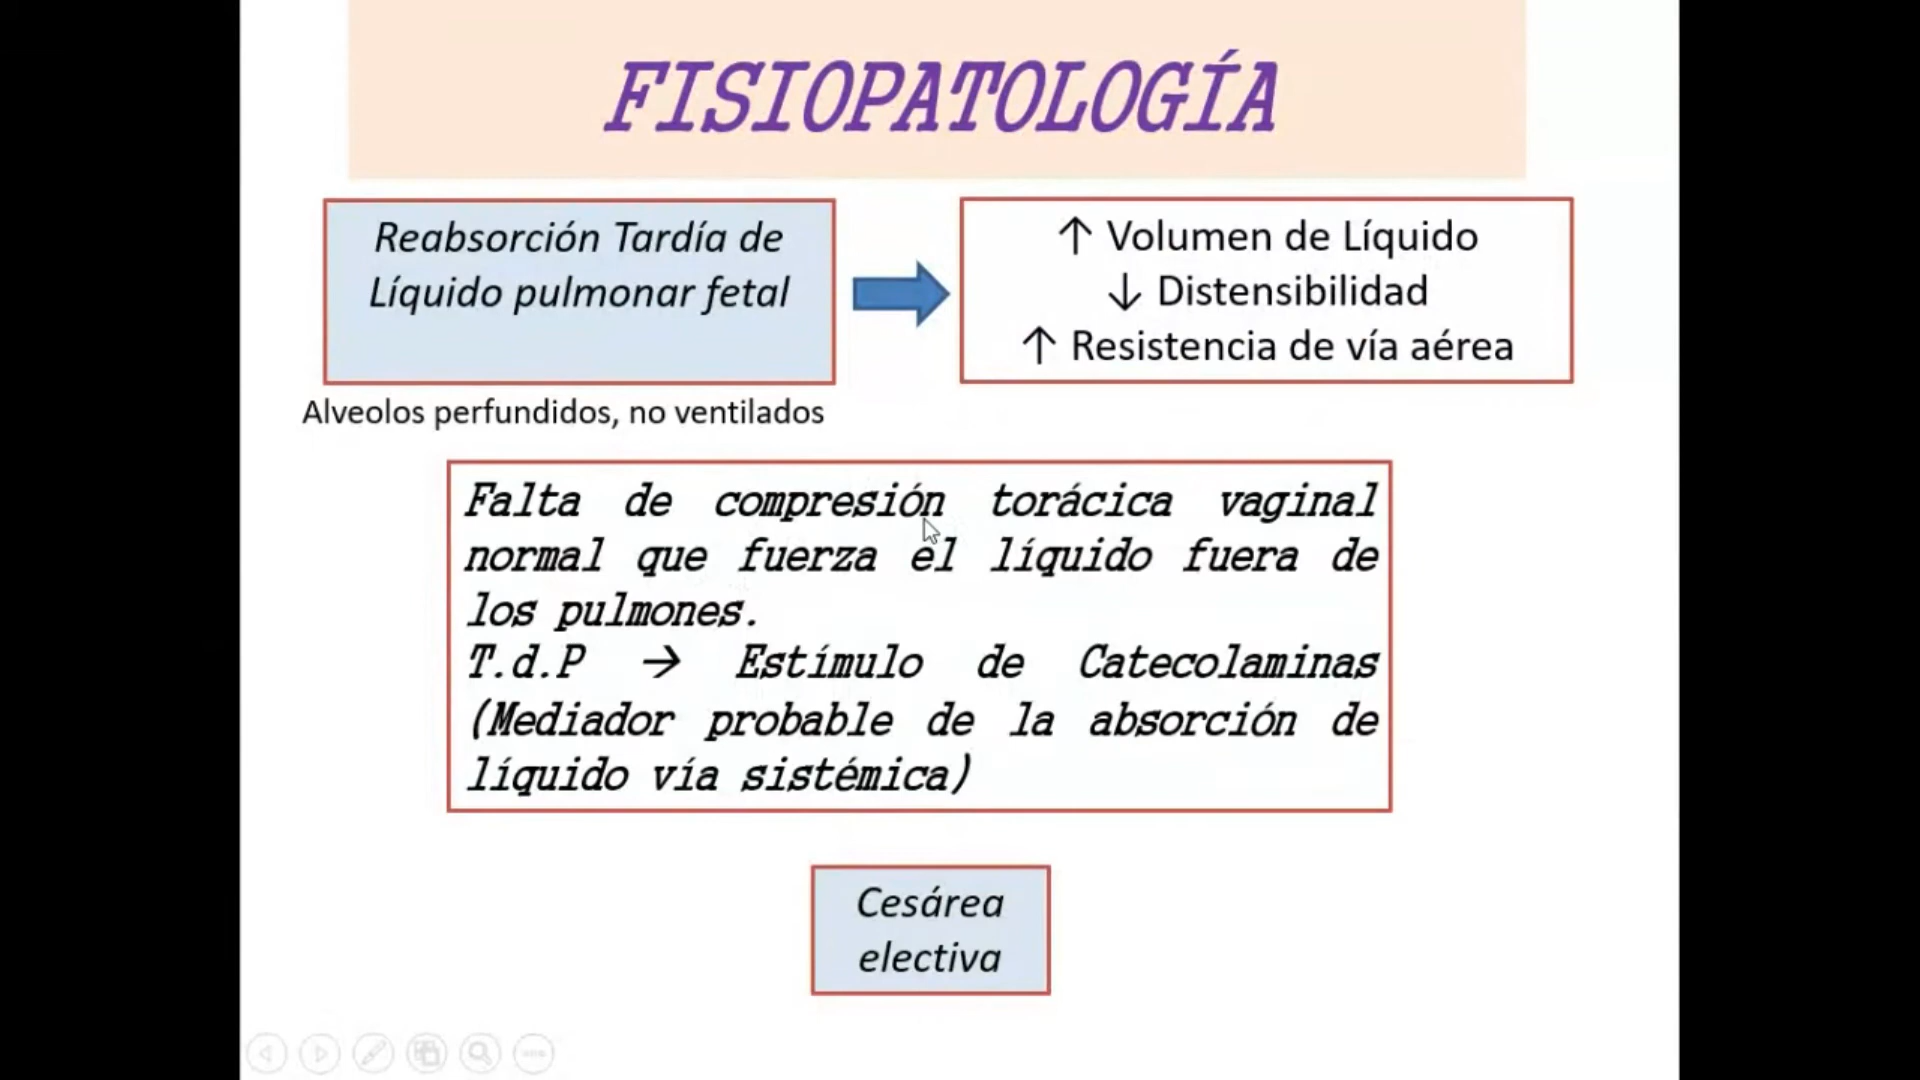 FISIOPATOLOGÍA
Reabsorción Tardía de
Líquido pulmonar fetal
↑ Volumen de Líquido
↓ Distensibilidad
↑ Resistencia de vía aérea
Alveolos perfundidos, no ventilados
Falta de compresión torácica vaginal
normal que fuerza el líquido fuera de
los pulmones.
T.d.P → Estímulo de Catecolaminas
(Mediador probable de la absorción de
líquido vía sistémica)
Cesárea
electiva